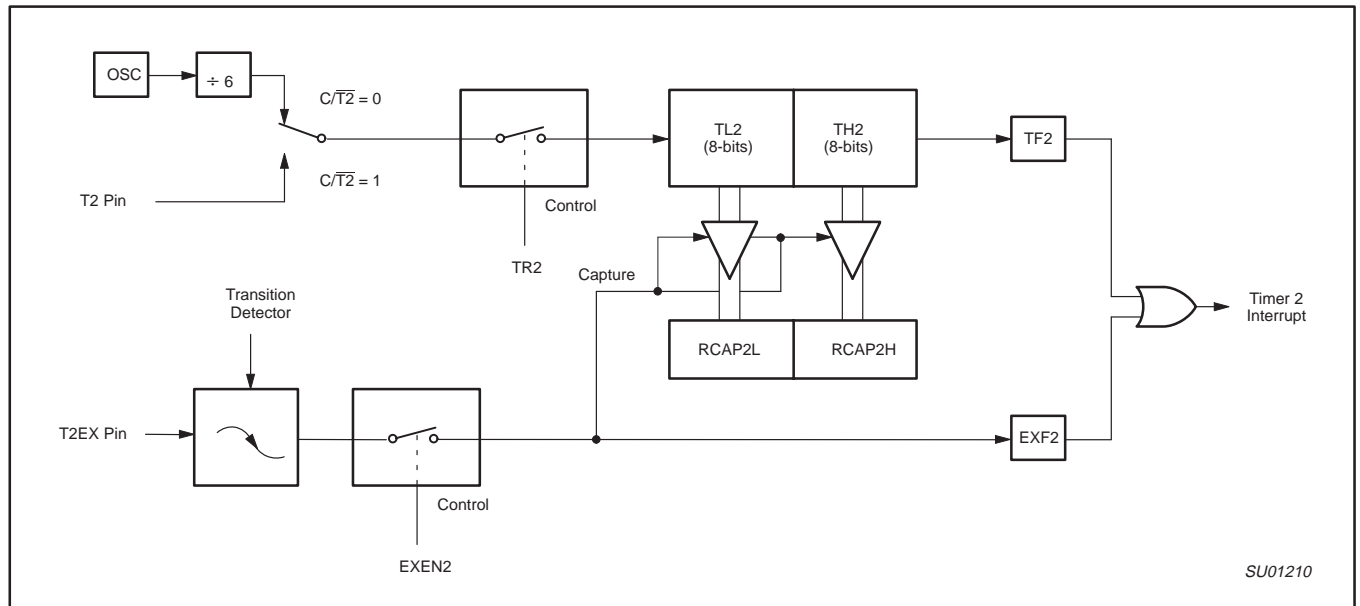 OSC
÷ 6
C/T2 = 0
C/T2 = 1
T2 Pin
Control
TR2
TL2
(8-bits)
TH2
(8-bits)
TF2
Capture
RCAP2L
RCAP2H
Transition
Detector
T2EX Pin
Control
EXEN2
EXF2
Timer 2
Interrupt
SU01210